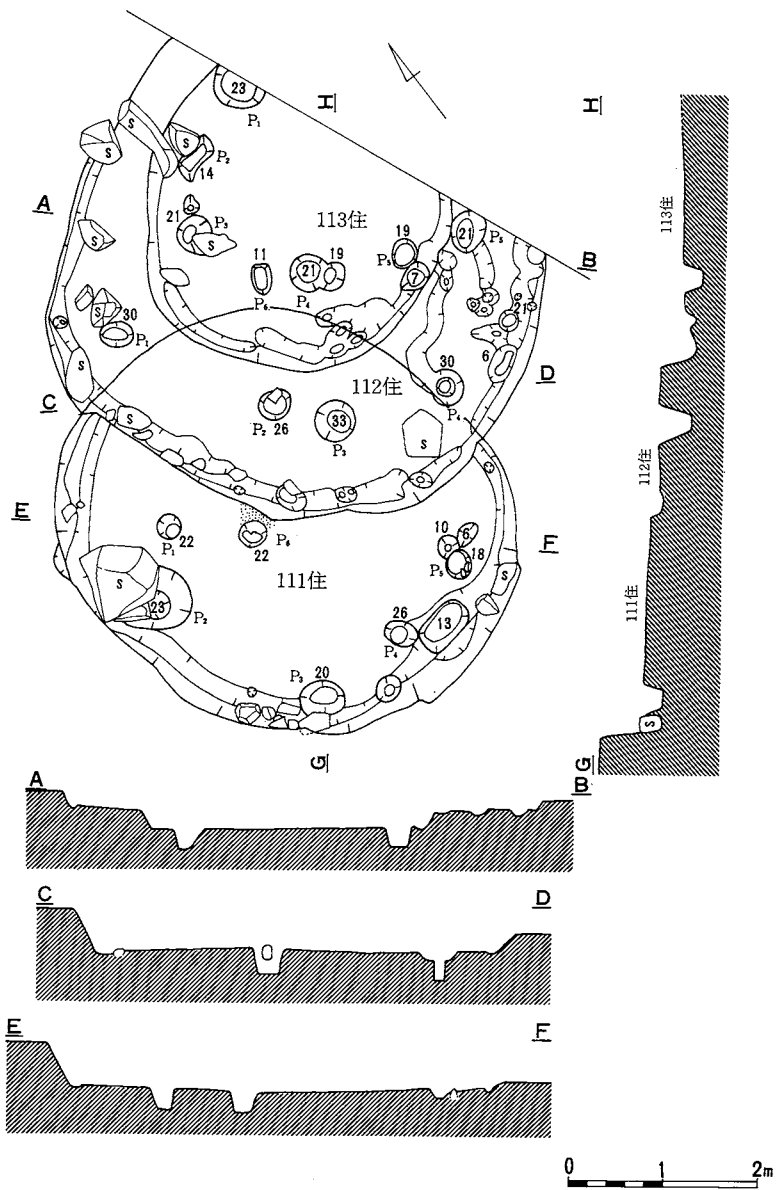 H
H
23
P₁
S
S
S
P₂
14
A
21
P₃
S
113住
19
P₅
21
P₅
11
P₆
21
19
P₄
7
B
S
30
P₁
S
21
6
30
P₄
D
112住
C
S
P₂
26
33
P₃
S
E
P₁
22
22
P₆
10
6
18
P₅
F
111住
S
S
23
P₂
26
P₄
13
P₃
20
G
G
113住
112住
111住
S
A
B
C
D
E
F
0 1 2m